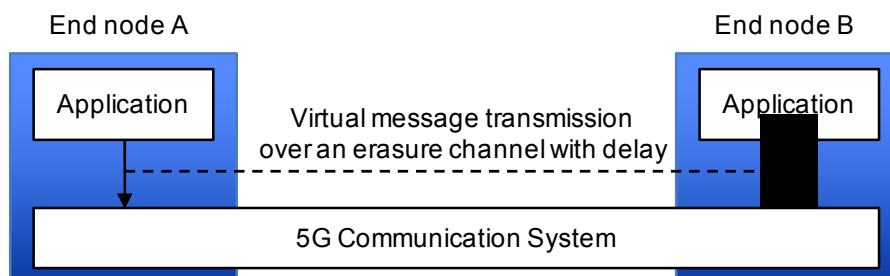 End node A
End node B
Application
Application
Virtual message transmission
over an erasure channel with delay
5G Communication System